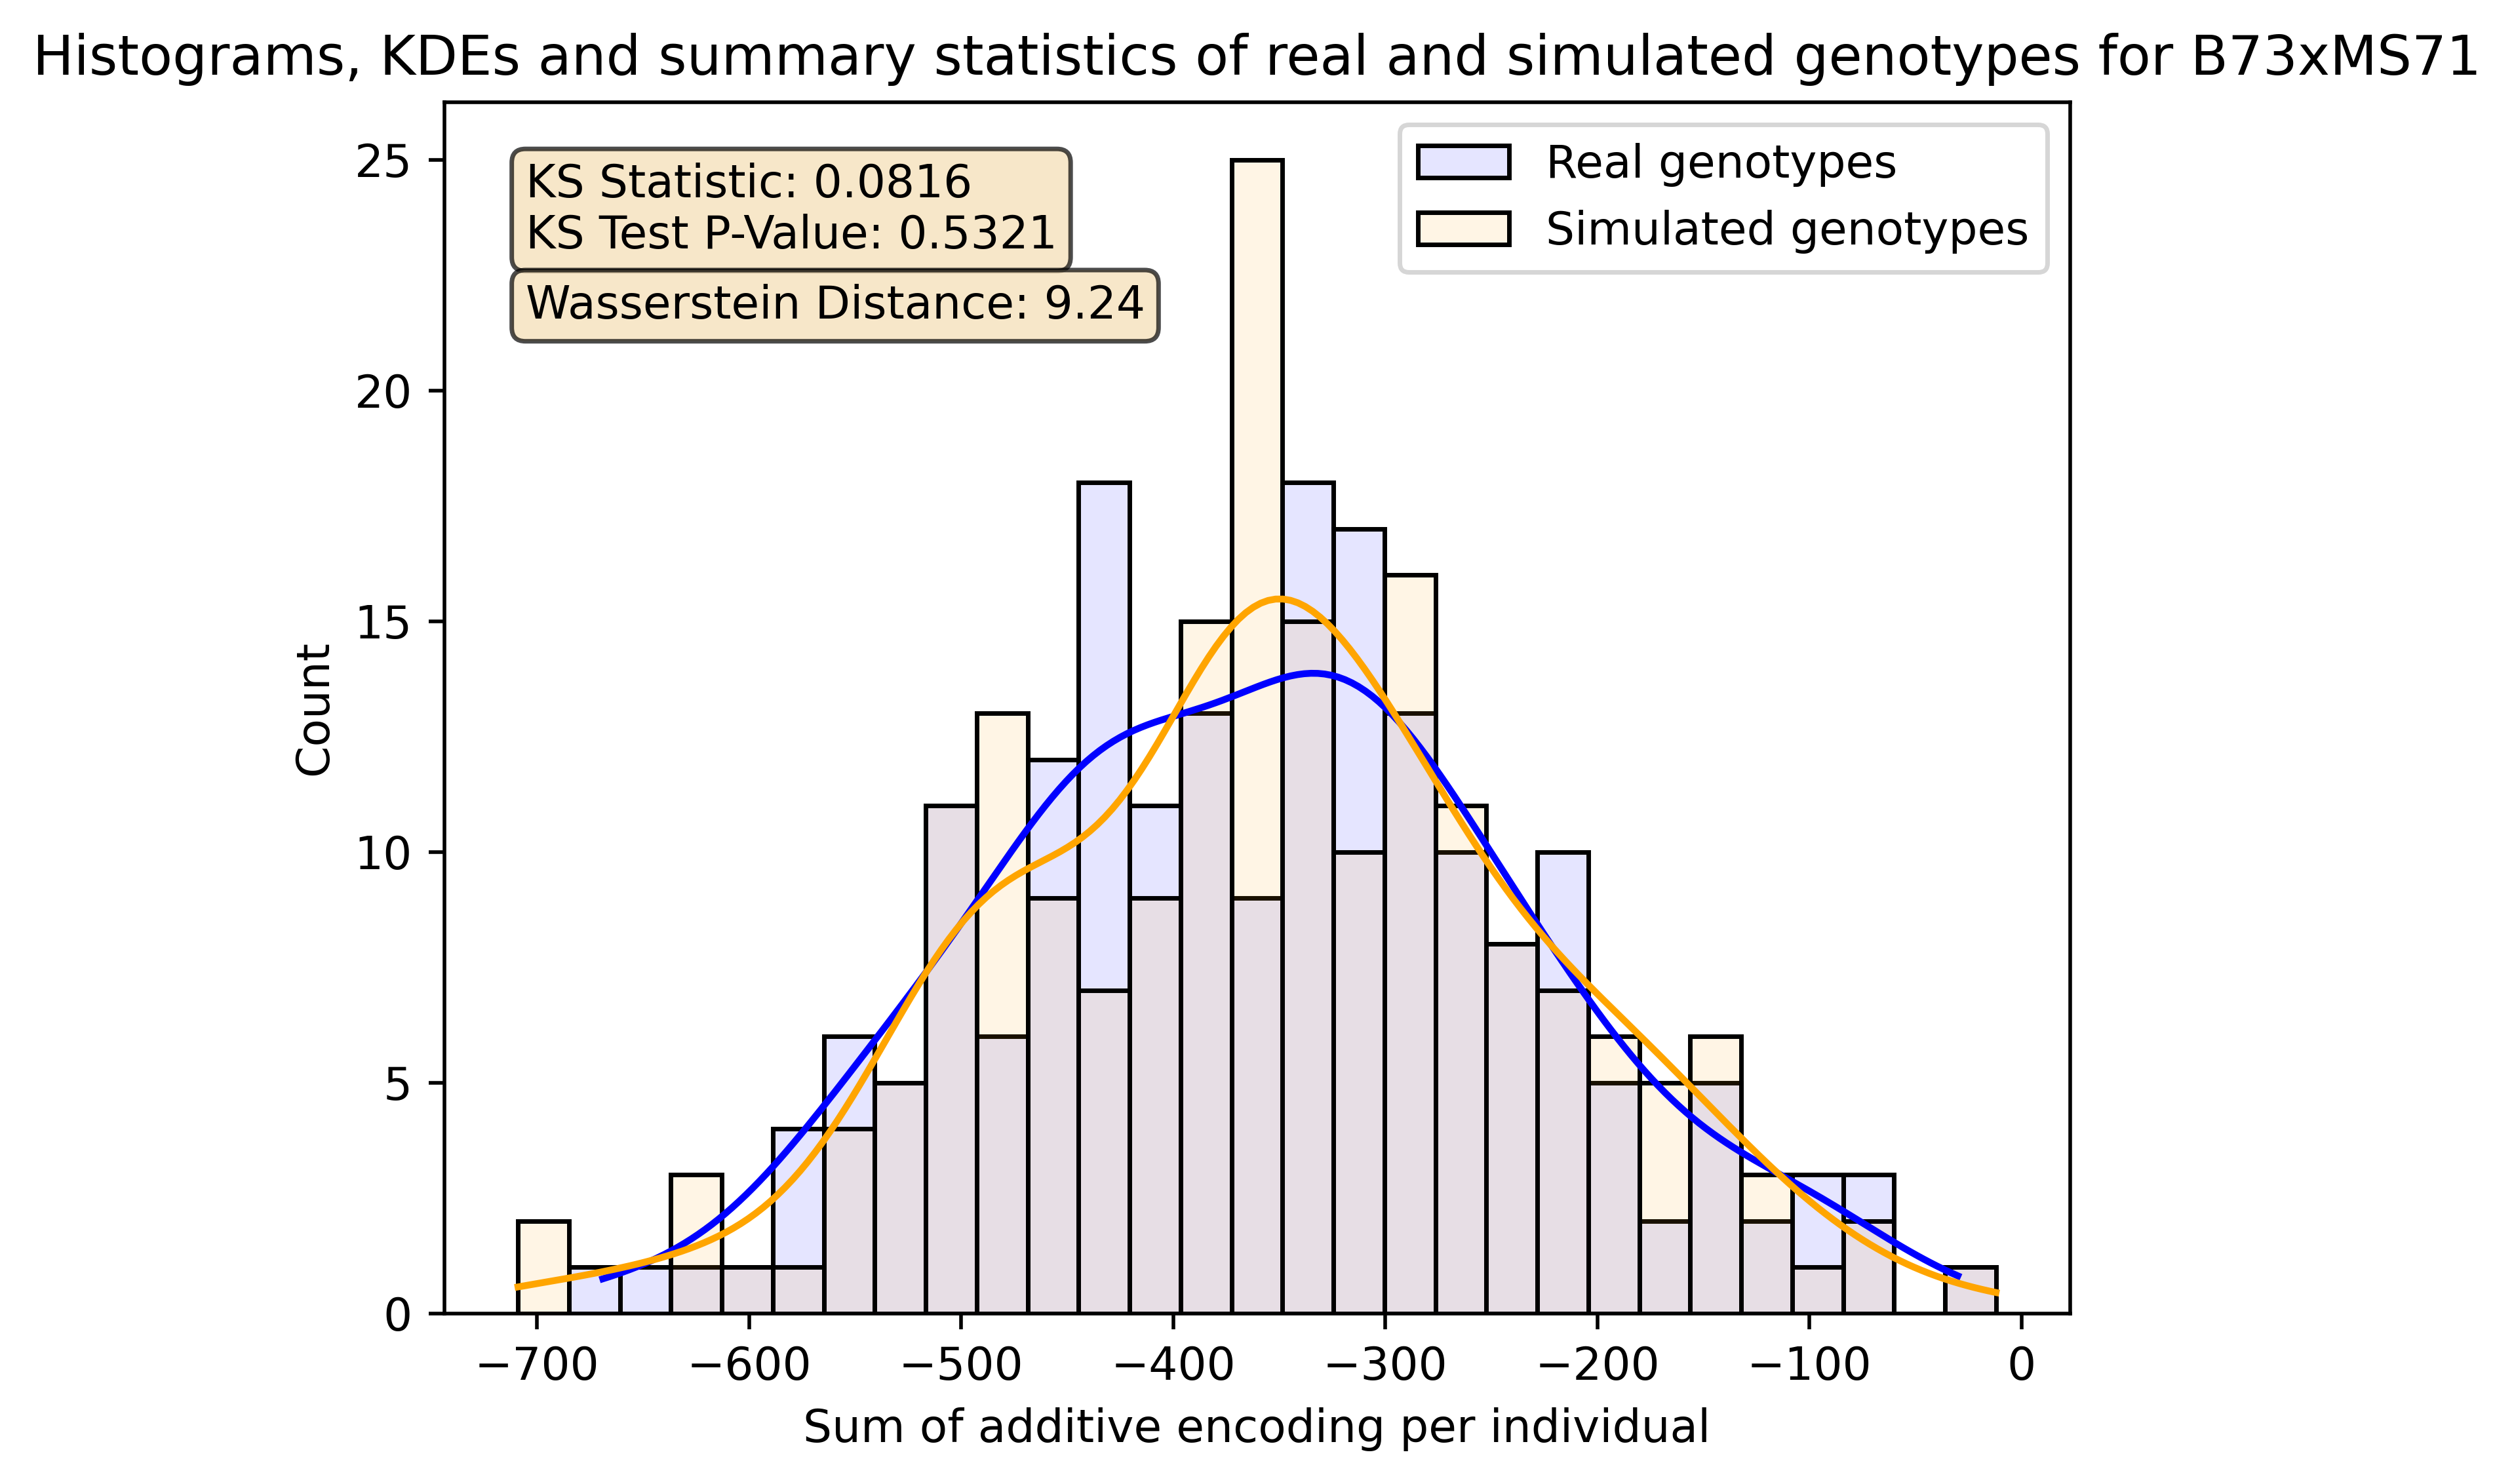 Histograms, KDEs and summary statistics of real and simulated genotypes for B73xMS71
KS Statistic: 0.0816
KS Test P-Value: 0.5321
Wasserstein Distance: 9.24
Real genotypes
Simulated genotypes
Count
25
20
15
10
5
0
−700 −600 −500 −400 −300 −200 −100 0
Sum of additive encoding per individual